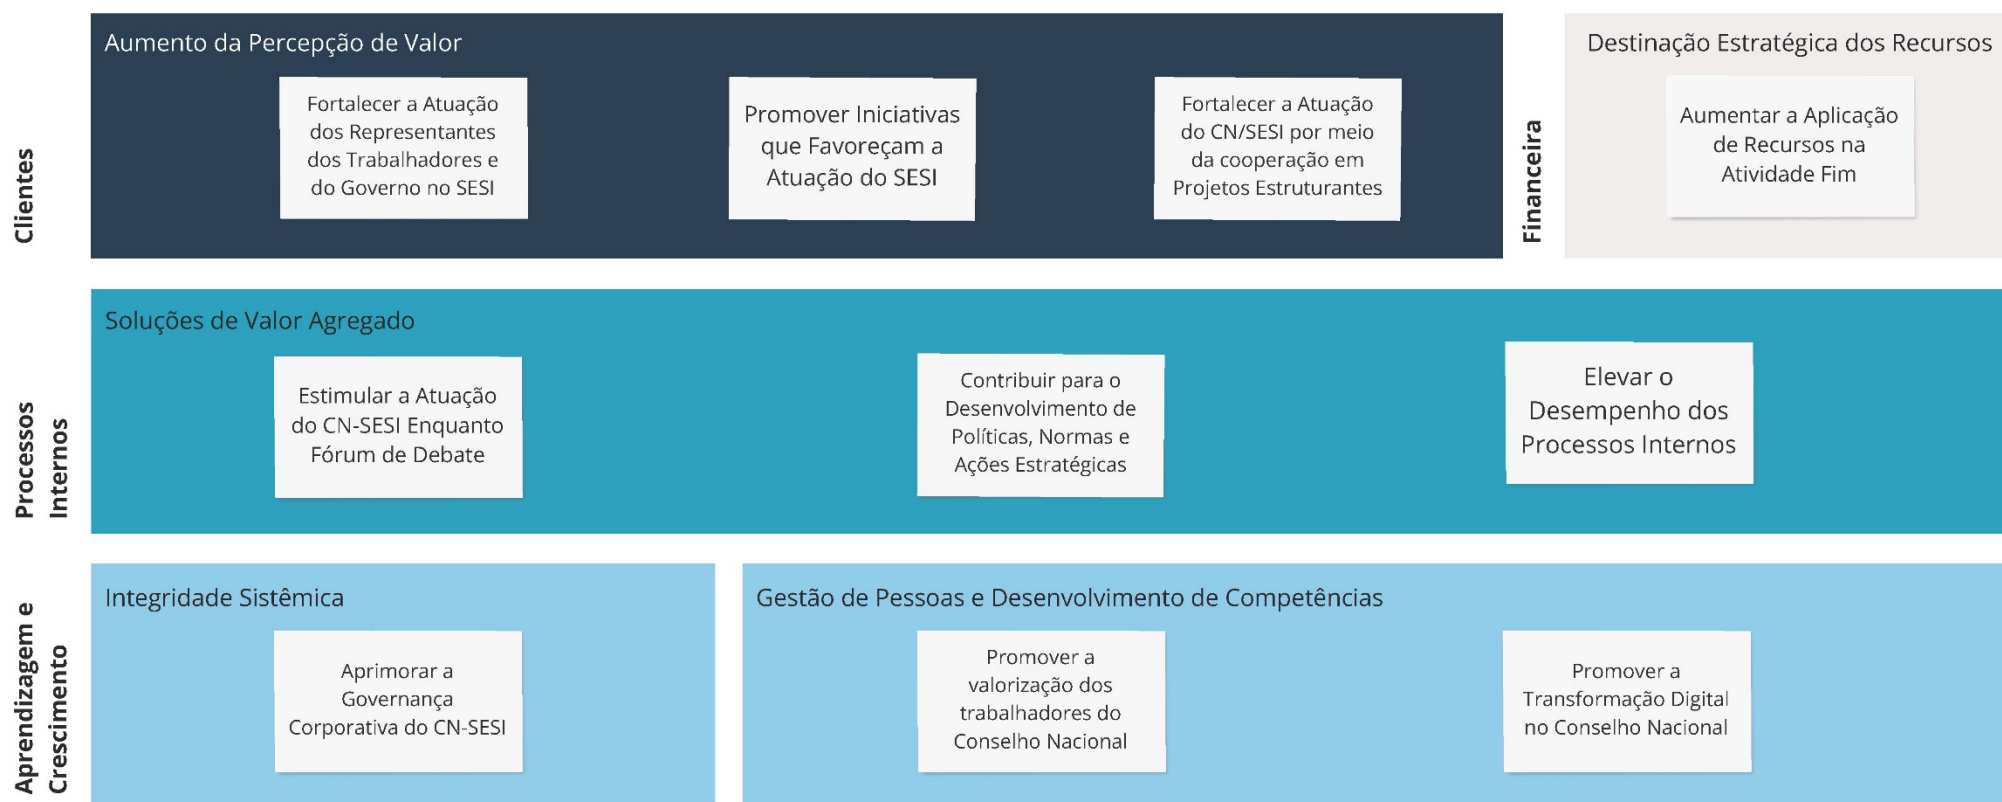 Clientes
Aumento da Percepção de Valor
Fortalecer a Atuação
dos Representantes
dos Trabalhadores e
do Governo no SESI
Promover Iniciativas
que Favoreçam a
Atuação do SESI
Fortalecer a Atuação
do CN/SESI por meio
da cooperação em
Projetos Estruturantes
Financeira
Destinação Estratégica dos Recursos
Aumentar a Aplicação
de Recursos na
Atividade Fim
Processos
Internos
Soluções de Valor Agregado
Estimular a Atuação
do CN-SESI Enquanto
Fórum de Debate
Contribuir para o
Desenvolvimento de
Políticas, Normas e
Ações Estratégicas
Elevar o
Desempenho dos
Processos Internos
Aprendizagem e
Crescimento
Integridade Sistêmica
Aprimorar a
Governança
Corporativa do CN-SESI
Gestão de Pessoas e Desenvolvimento de Competências
Promover a
valorização dos
trabalhadores do
Conselho Nacional
Promover a
Transformação Digital
no Conselho Nacional